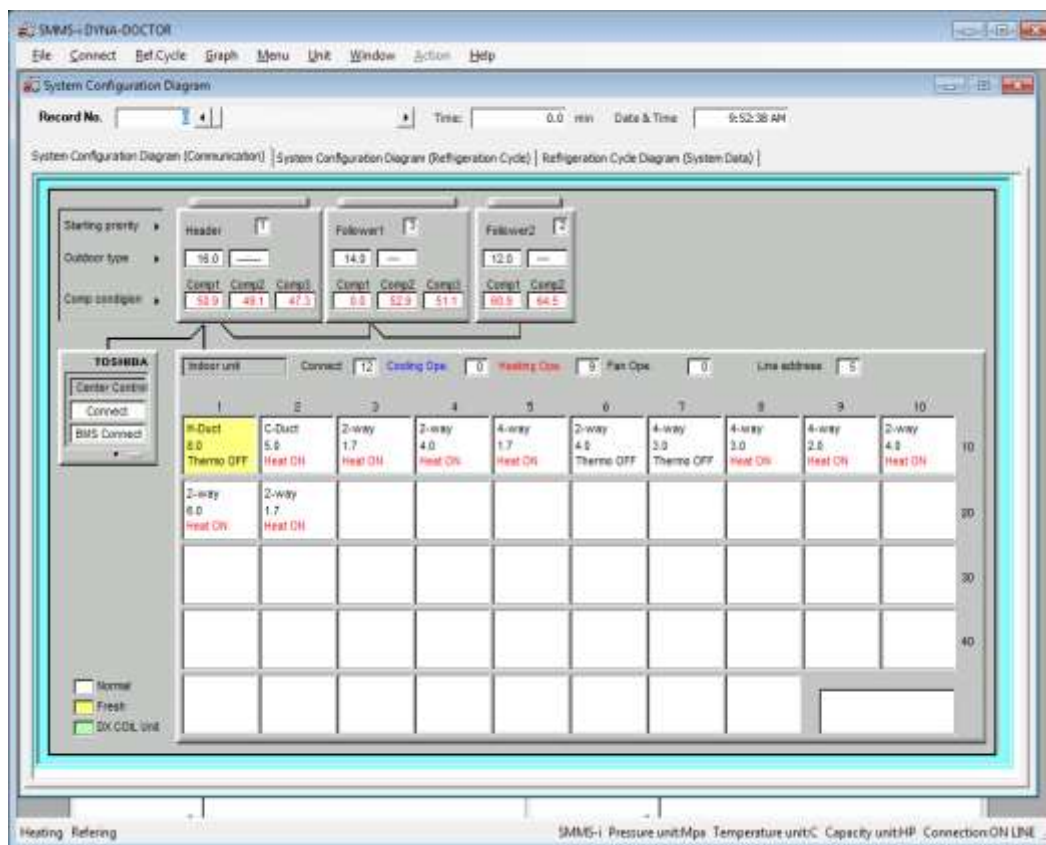 SMMS-i DYNA-DOCTOR
File Connect Ref.Cycle Graph Menu Unit Window Action Help
System Configuration Diagram
Record No. Time: 0.0 min Date & Time 9:52:38 AM
System Configuration Diagram (Communication) System Configuration Diagram (Refrigeration Cycle) Refrigeration Cycle Diagram (System Data)
Starting priority Header 1 Follower1 3 Follower2 2
Outdoor type 16.0 ------ 14.0 --- 12.0 ---
Comp1 Comp2 Comp3 Comp1 Comp2 Comp3 Comp1 Comp2
Comp condigion 49.1 47.3 0.0 52.9 51.1 64.5
TOSHIBA
Center Control
Connect
BMS Connect
Indoor unit Connect 12 Cooling Ope. 0 Heating Ope. 9 Fan Ope. 0 Line address 5
1 2 3 4 5 6 7 8 9 10
H-Duct C-Duct 2-way 2-way 4-way 2-way 4-way 4-way 4-way 2-way
8.0 5.0 1.7 4.0 1.7 4.0 3.0 3.0 2.0 4.0 10
Thermo OFF Heat ON Heat ON Heat ON Heat ON Thermo OFF Thermo OFF Heat ON Heat ON Heat ON
2-way 2-way
6.0 1.7 20
Heat ON Heat ON
30
40
Normal
Fresh
DX COIL Unit
Heating Refering SMMS-i Pressure unit:Mpa Temperature unit:C Capacity unit:HP Connection:ON LINE